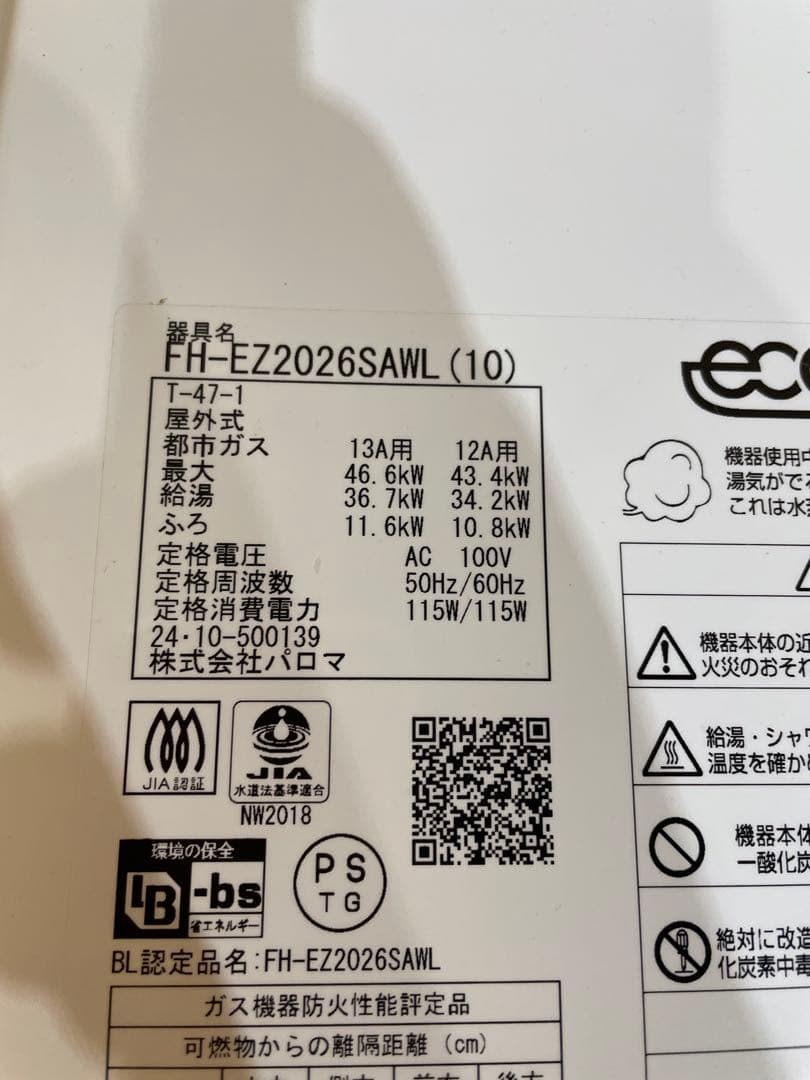 器具名
FH-EZ2026SAWL(10)
T-47-1
屋外式
都市ガス 13A用 12A用
最大 46.6kW 43.4kW
給湯 36.7kW 34.2kW
ふろ 11.6kW 10.8kW
定格電圧 AC 100V
定格周波数 50Hz/60Hz
定格消費電力 115W/115W
24·10-500139
株式会社パロマ
JIA認証
JIA
水道法基準適合
NW2018
環境の保全
-bs
省エネルギー
PS
TG
BL認定品名:FH-EZ2026SAWL
ガス機器防火性能評定品
可燃物からの離隔距離(cm)
eco
機器使用中
湯気がで
これは水
機器本体の近
火災のおそれ
給湯・シャワ
温度を確か
機器本体
一酸化炭
絶対に改造
化炭素中毒